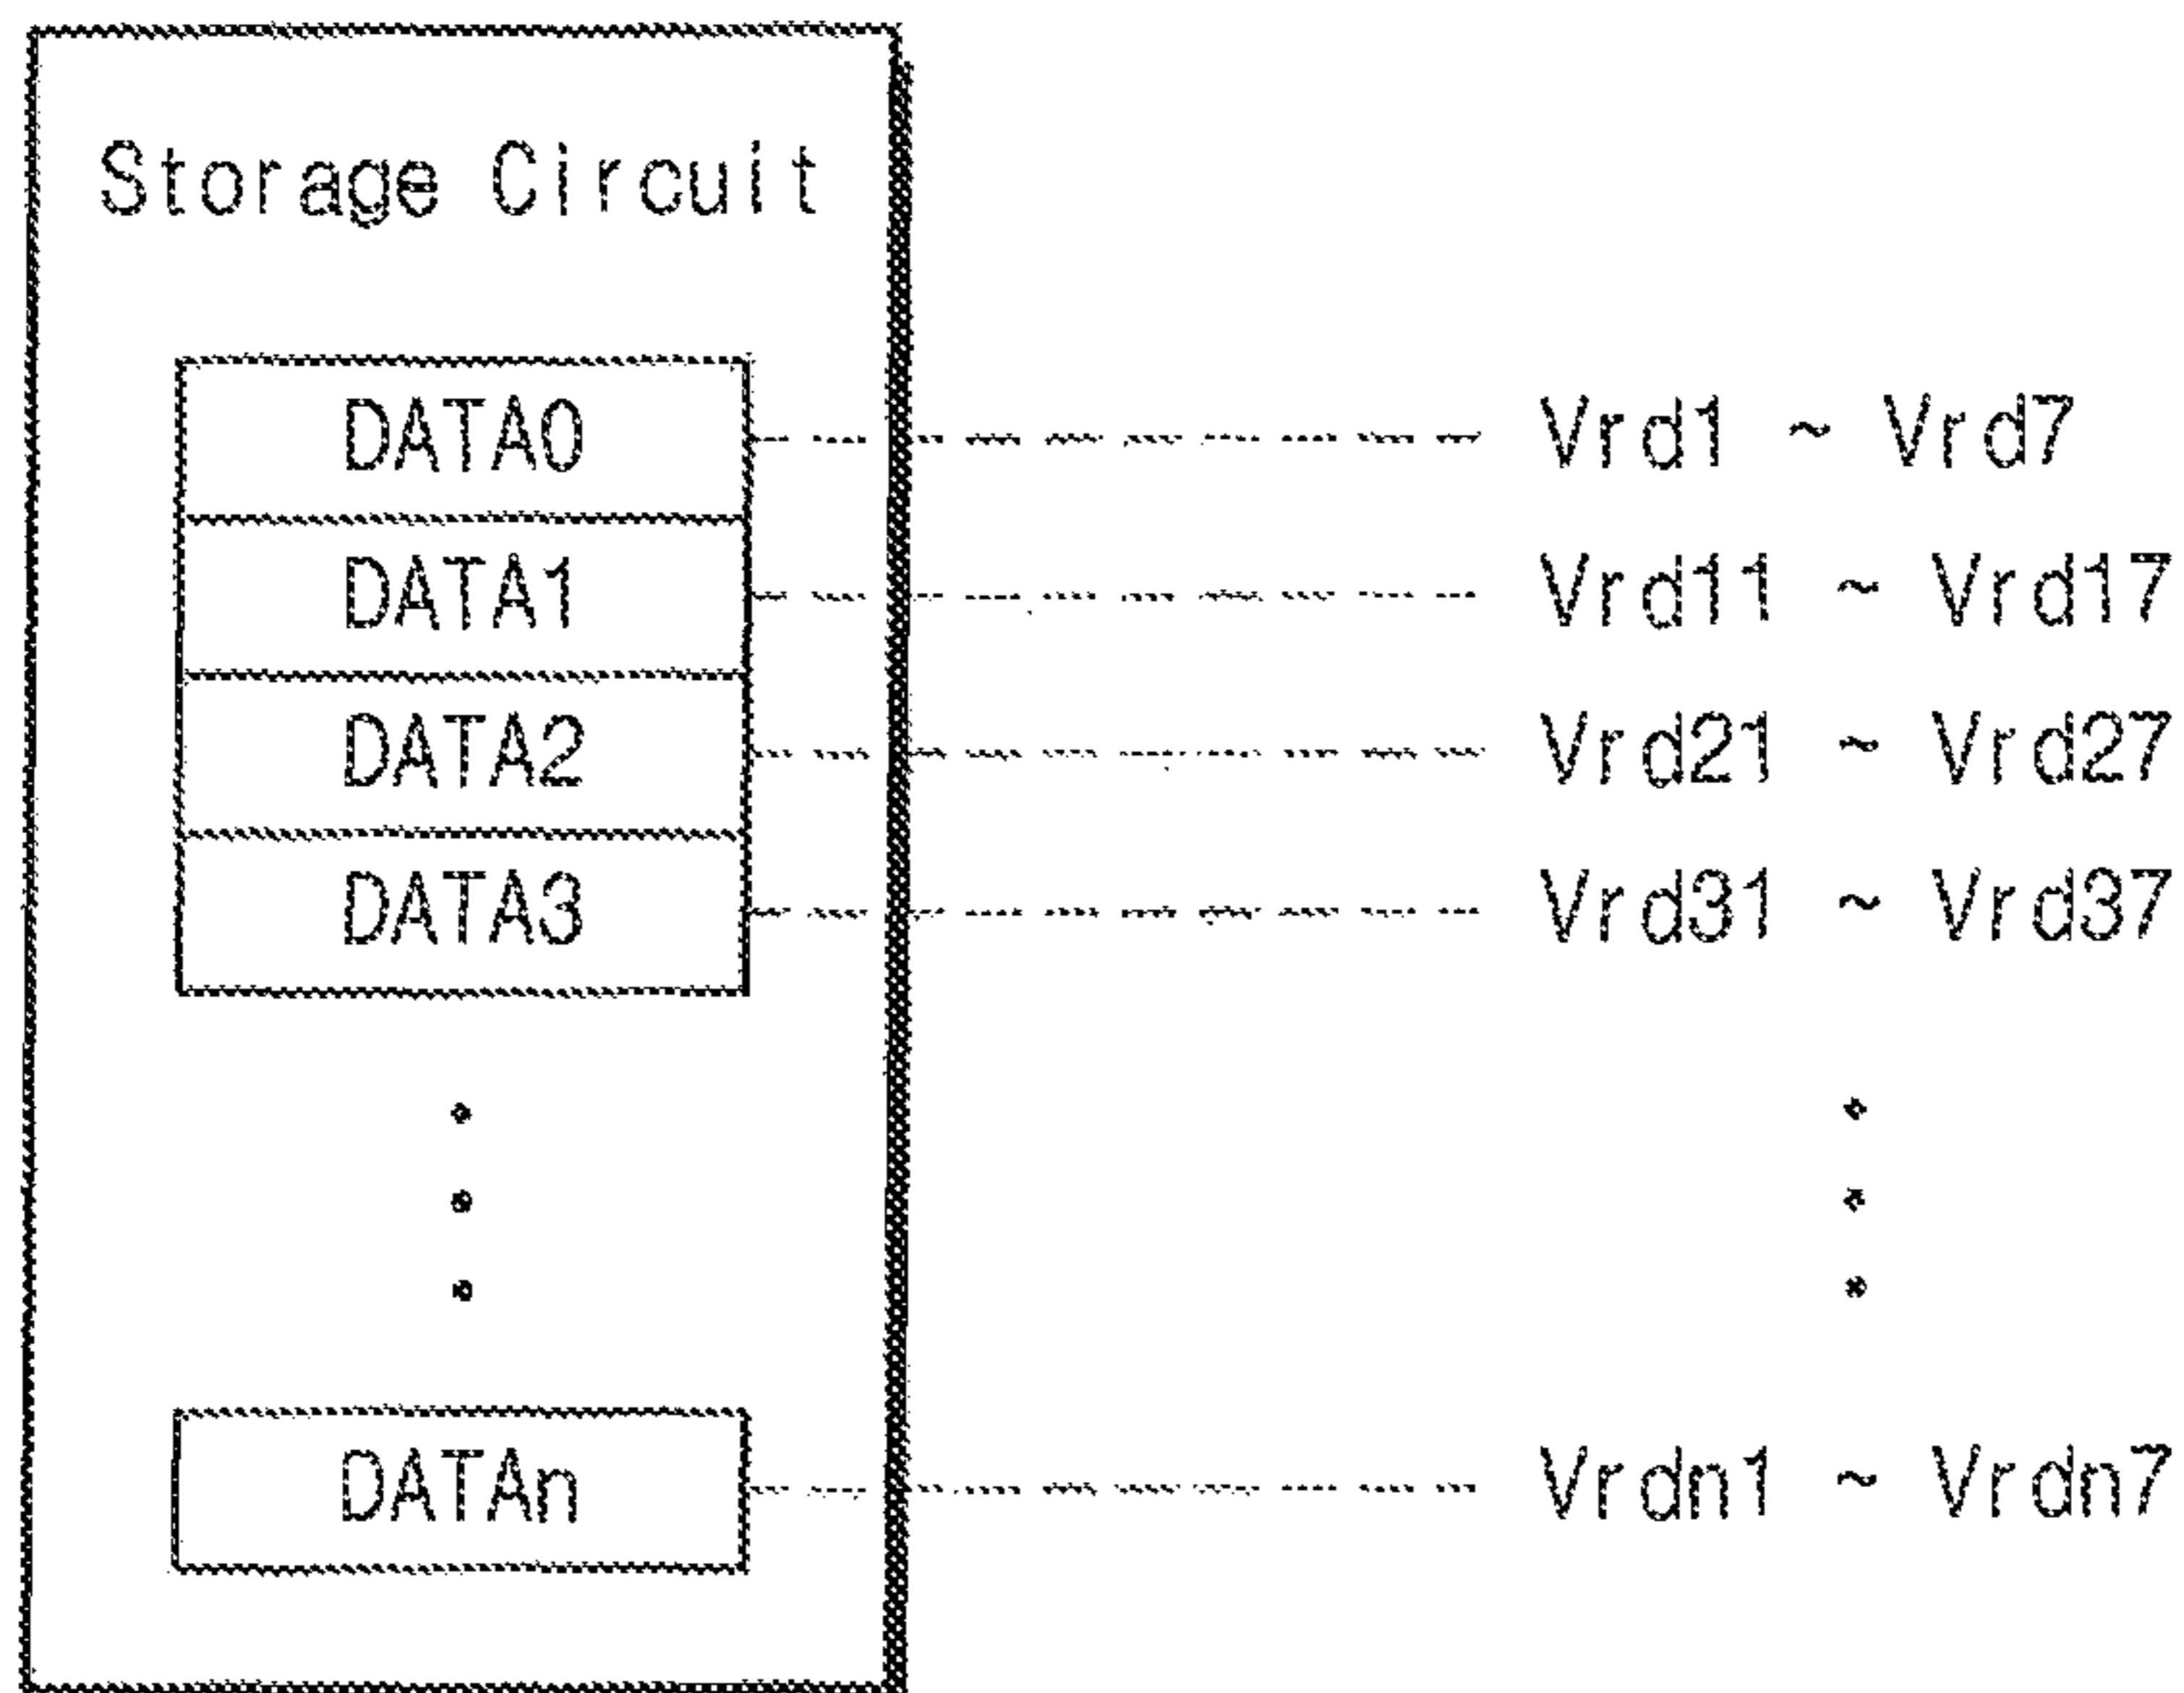 Storage Circuit
DATA0 Vrd1 ~ Vrd7
DATA1 Vrd11 ~ Vrd17
DATA2 Vrd21 ~ Vrd27
DATA3 Vrd31 ~ Vrd37
DATAn Vrdn1 ~ Vrdn7